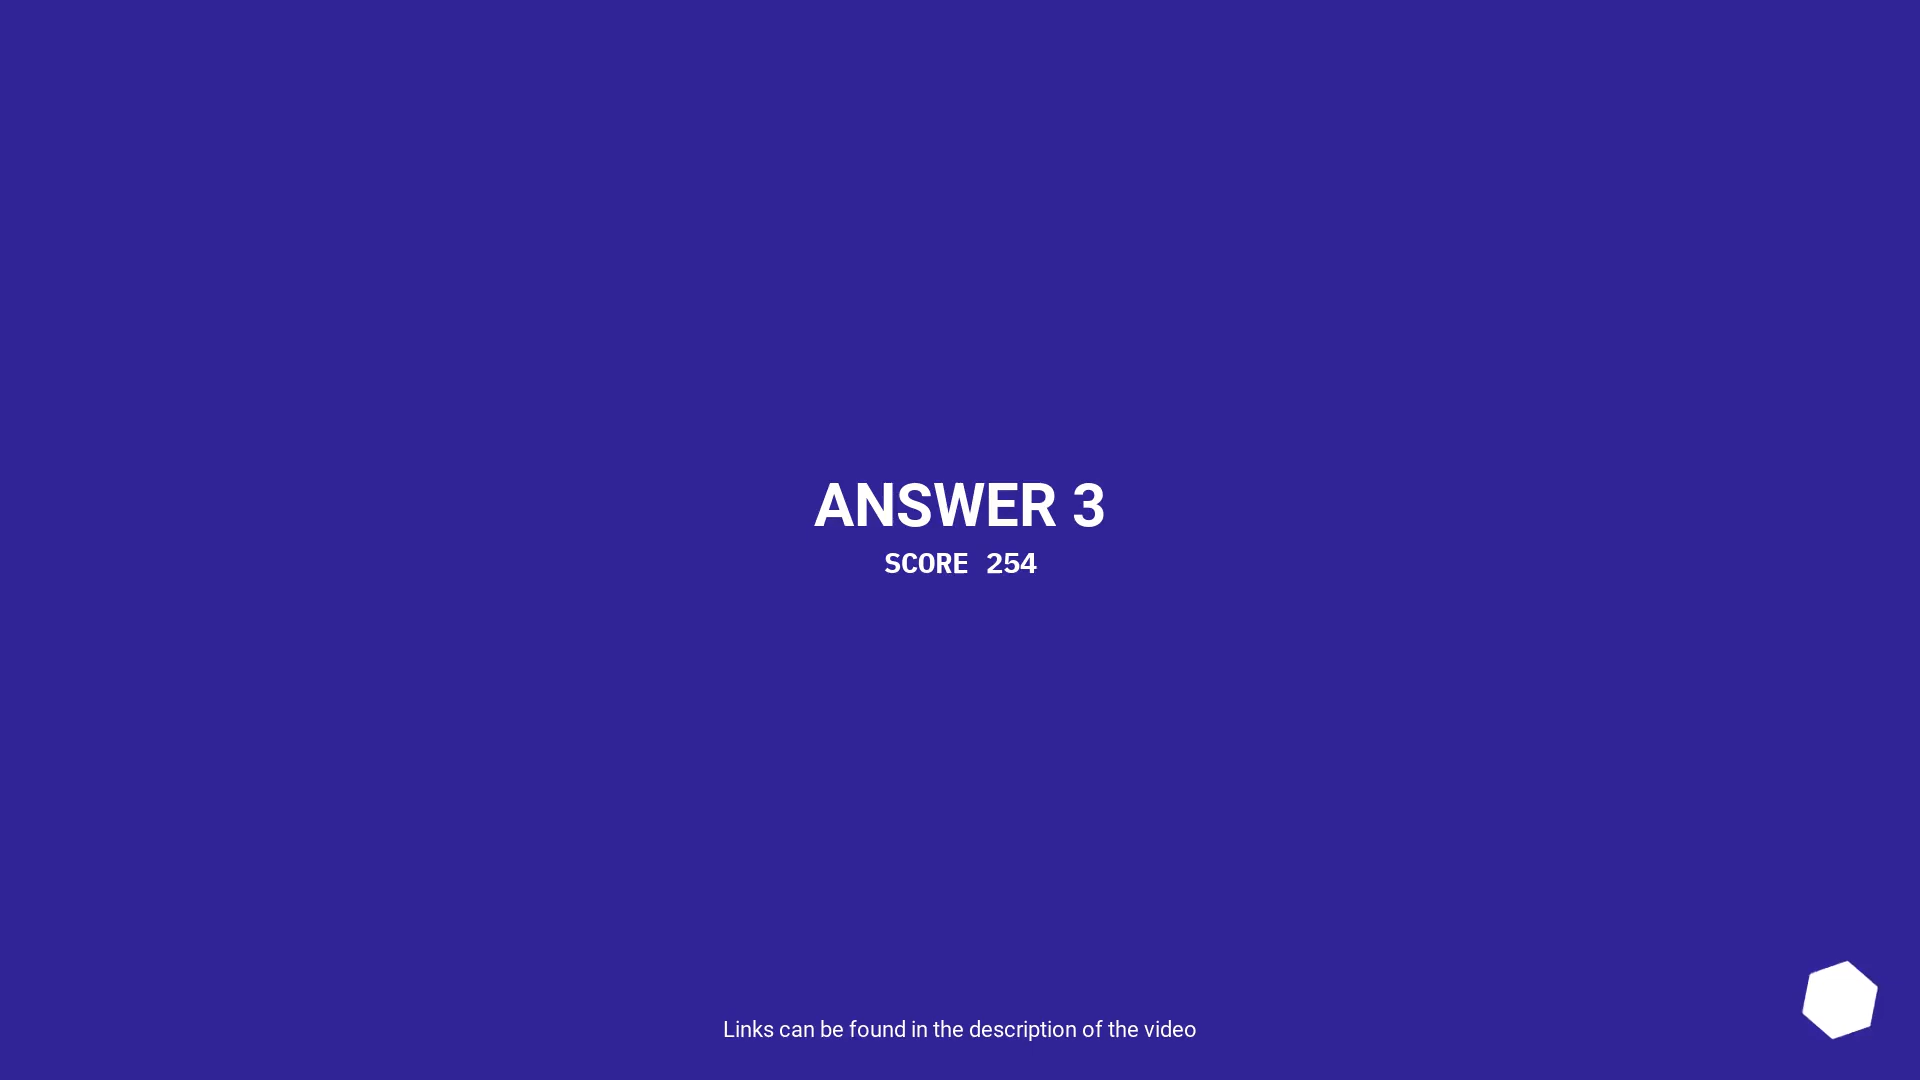 ANSWER 3
SCORE 254
Links can be found in the description of the video